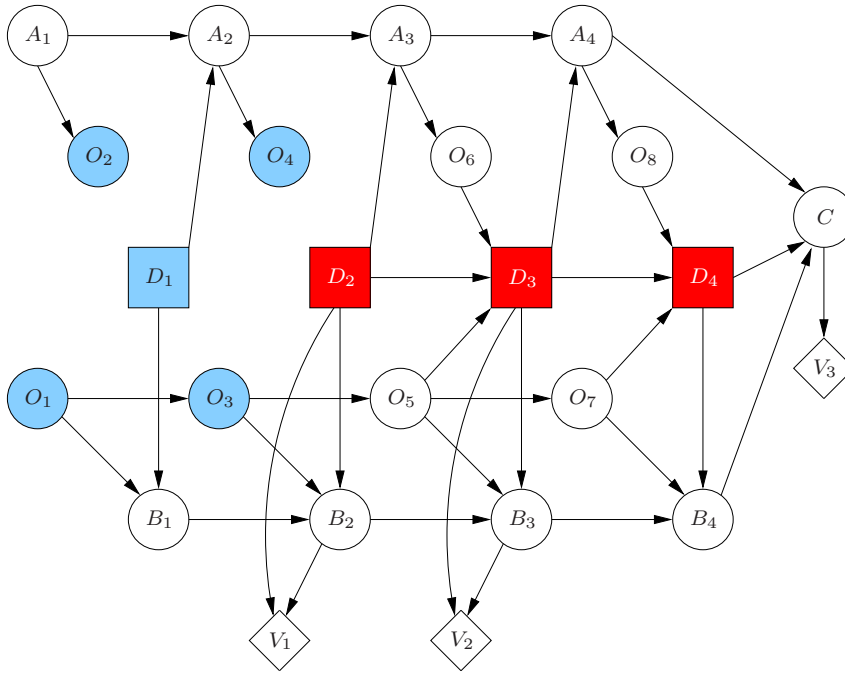 A1 A2 A3 A4
O2 O4 O6 O8
C
D1 D2 D3 D4
V3
O1 O3 O5 O7
B1 B2 B3 B4
V1 V2